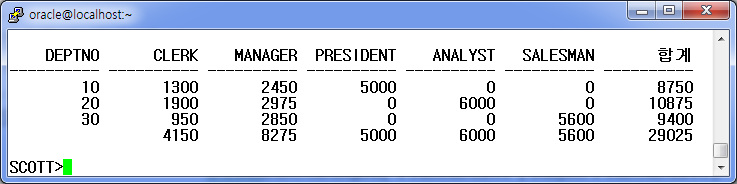 oracle@localhost:~
DEPTNO CLERK MANAGER PRESIDENT ANALYST SALESMAN 합계
---------- ---------- ---------- ---------- ---------- ---------- ----------
10 1300 2450 5000 0 0 8750
20 1900 2975 0 6000 0 10875
30 950 2850 0 0 5600 9400
4150 8275 5000 6000 5600 29025
SCOTT>